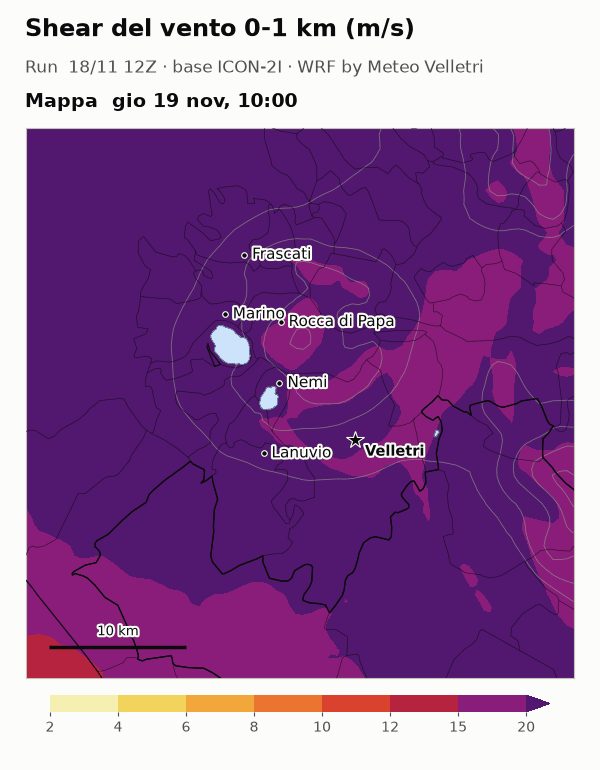 Shear del vento 0-1 km (m/s)
Run  18/11 12Z · base ICON-2I · WRF by Meteo Velletri
Mappa  gio 19 nov, 10:00
Frascati
Marino
Rocca di Papa
Nemi
Velletri
Lanuvio
10 km
2 4 6 8 10 12 15 20